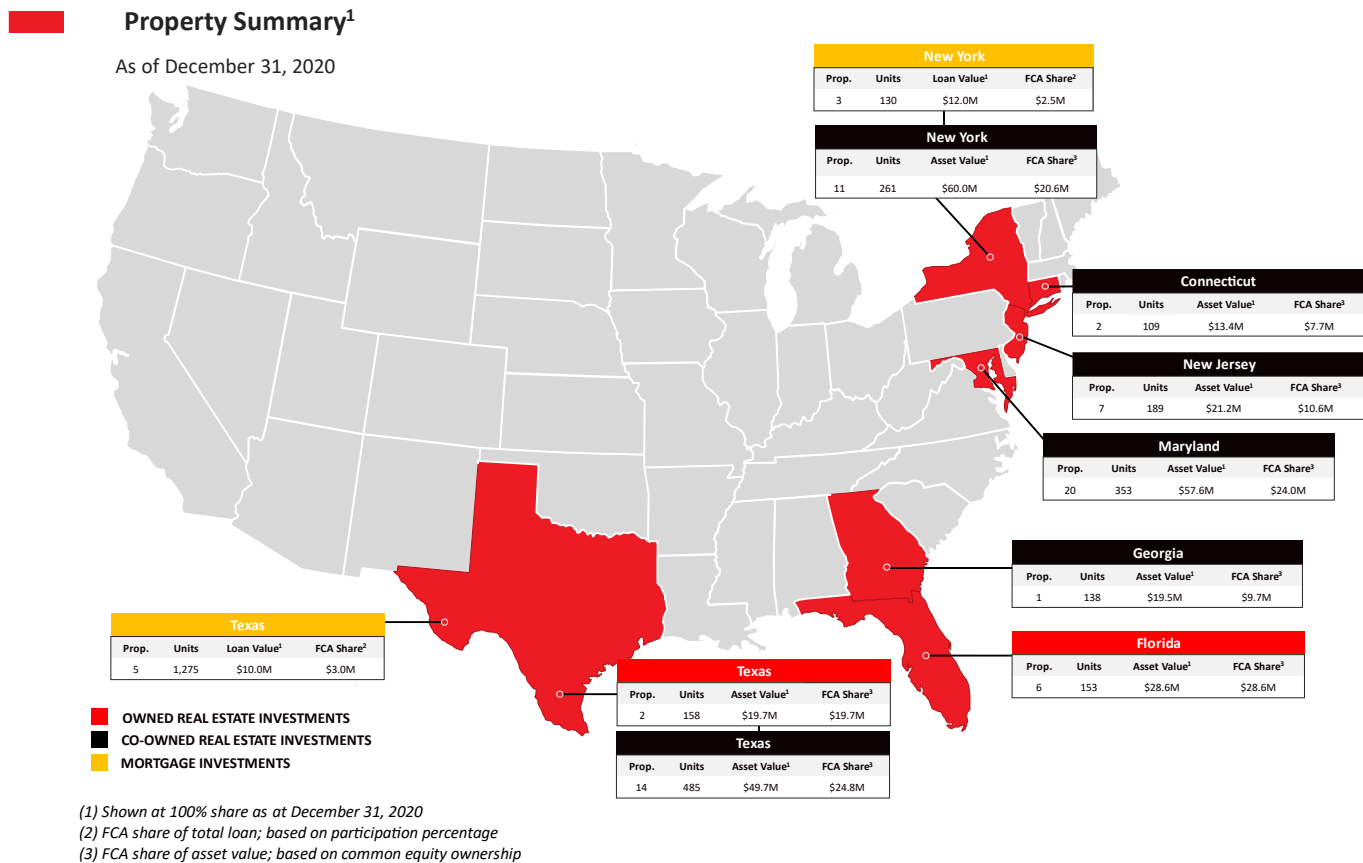 Property Summary1
As of December 31, 2020
New York
Prop. Units Loan Value1 FCA Share2
3 130 $12.0M $2.5M
New York
Prop. Units Asset Value1 FCA Share3
11 261 $60.0M $20.6M
Connecticut
Prop. Units Asset Value1 FCA Share3
2 109 $13.4M $7.7M
New Jersey
Prop. Units Asset Value1 FCA Share3
7 189 $21.2M $10.6M
Maryland
Prop. Units Asset Value1 FCA Share3
20 353 $57.6M $24.0M
Georgia
Prop. Units Asset Value1 FCA Share3
1 138 $19.5M $9.7M
Florida
Prop. Units Asset Value1 FCA Share3
6 153 $28.6M $28.6M
Texas
Prop. Units Loan Value1 FCA Share2
5 1,275 $10.0M $3.0M
Texas
Prop. Units Asset Value1 FCA Share3
2 158 $19.7M $19.7M
Texas
Prop. Units Asset Value1 FCA Share3
14 485 $49.7M $24.8M
OWNED REAL ESTATE INVESTMENTS
CO-OWNED REAL ESTATE INVESTMENTS
MORTGAGE INVESTMENTS
(1) Shown at 100% share as at December 31, 2020
(2) FCA share of total loan; based on participation percentage
(3) FCA share of asset value; based on common equity ownership